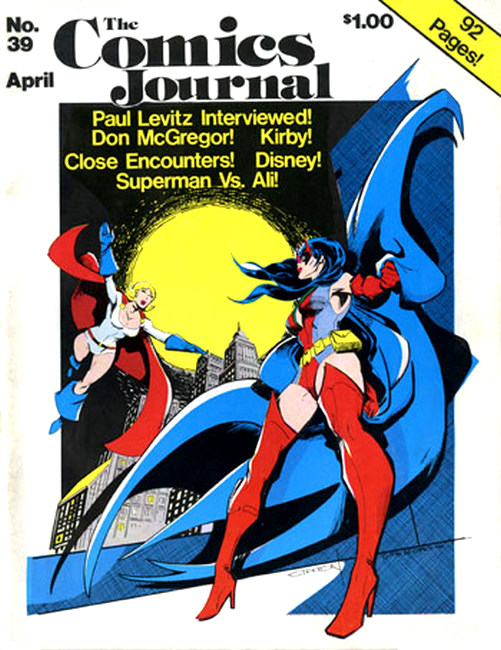 No.
39
April
The
Comics
Journal
$1.00
92
Pages!
Paul Levitz Interviewed!
Don McGregor! Kirby!
Close Encounters! Disney!
Superman Vs. Ali!